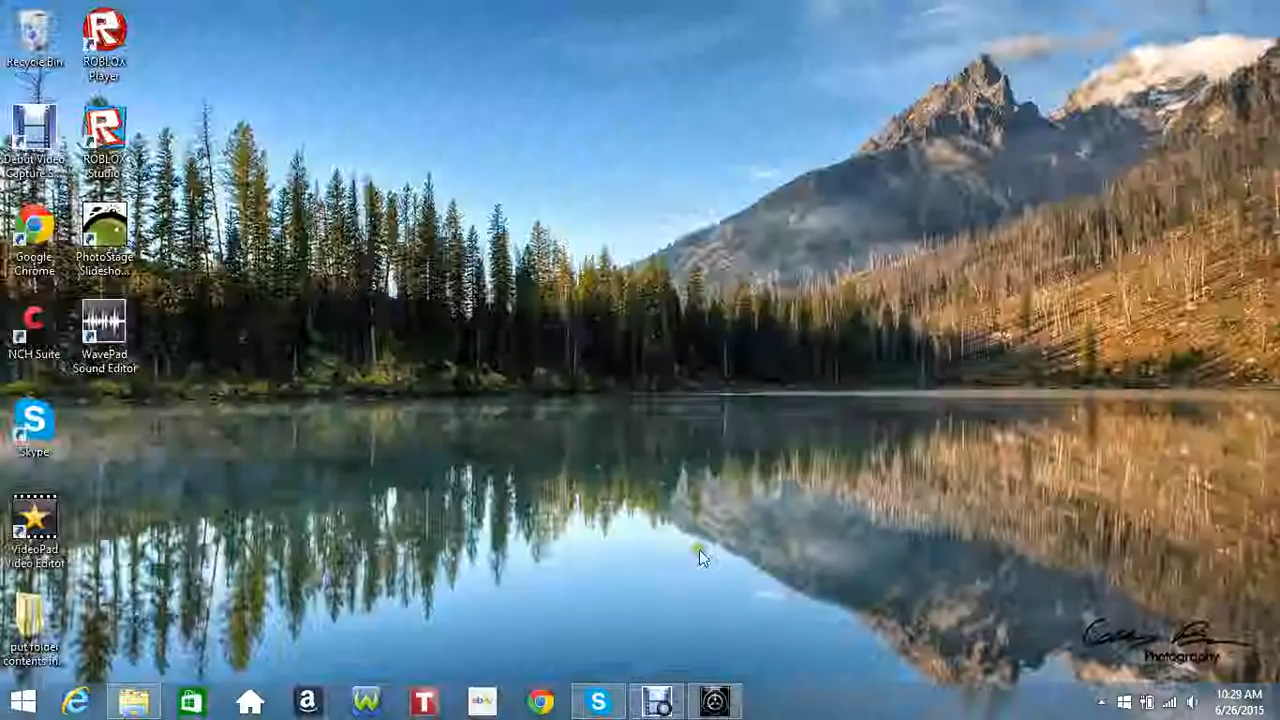 Recycle Bin
ROBLOX
Player
Debut Video
Capture S...
ROBLOX
Studio
Google
Chrome
PhotoStage
Slidesho...
NCH Suite
WavePad
Sound Editor
Skype
VideoPad
Video Editor
put folder
contents in...
Photography
10:29 AM
6/26/2015